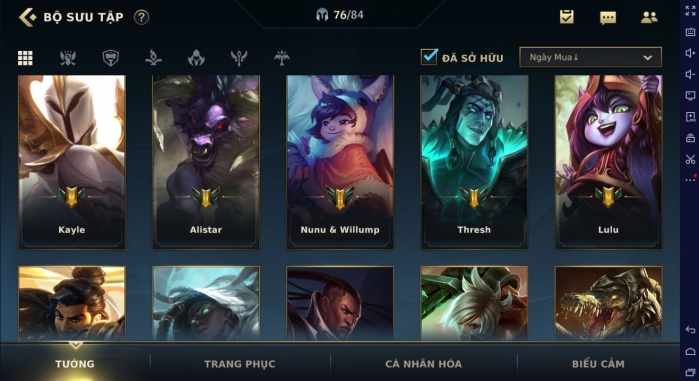 BỘ SƯU TẬP ?
76/84
ĐÃ SỞ HỮU
Ngày Mua↓
Kayle
Alistar
Nunu & Willump
Thresh
Lulu
TƯỚNG
TRANG PHỤC
CÁ NHÂN HÓA
BIỂU CẢM